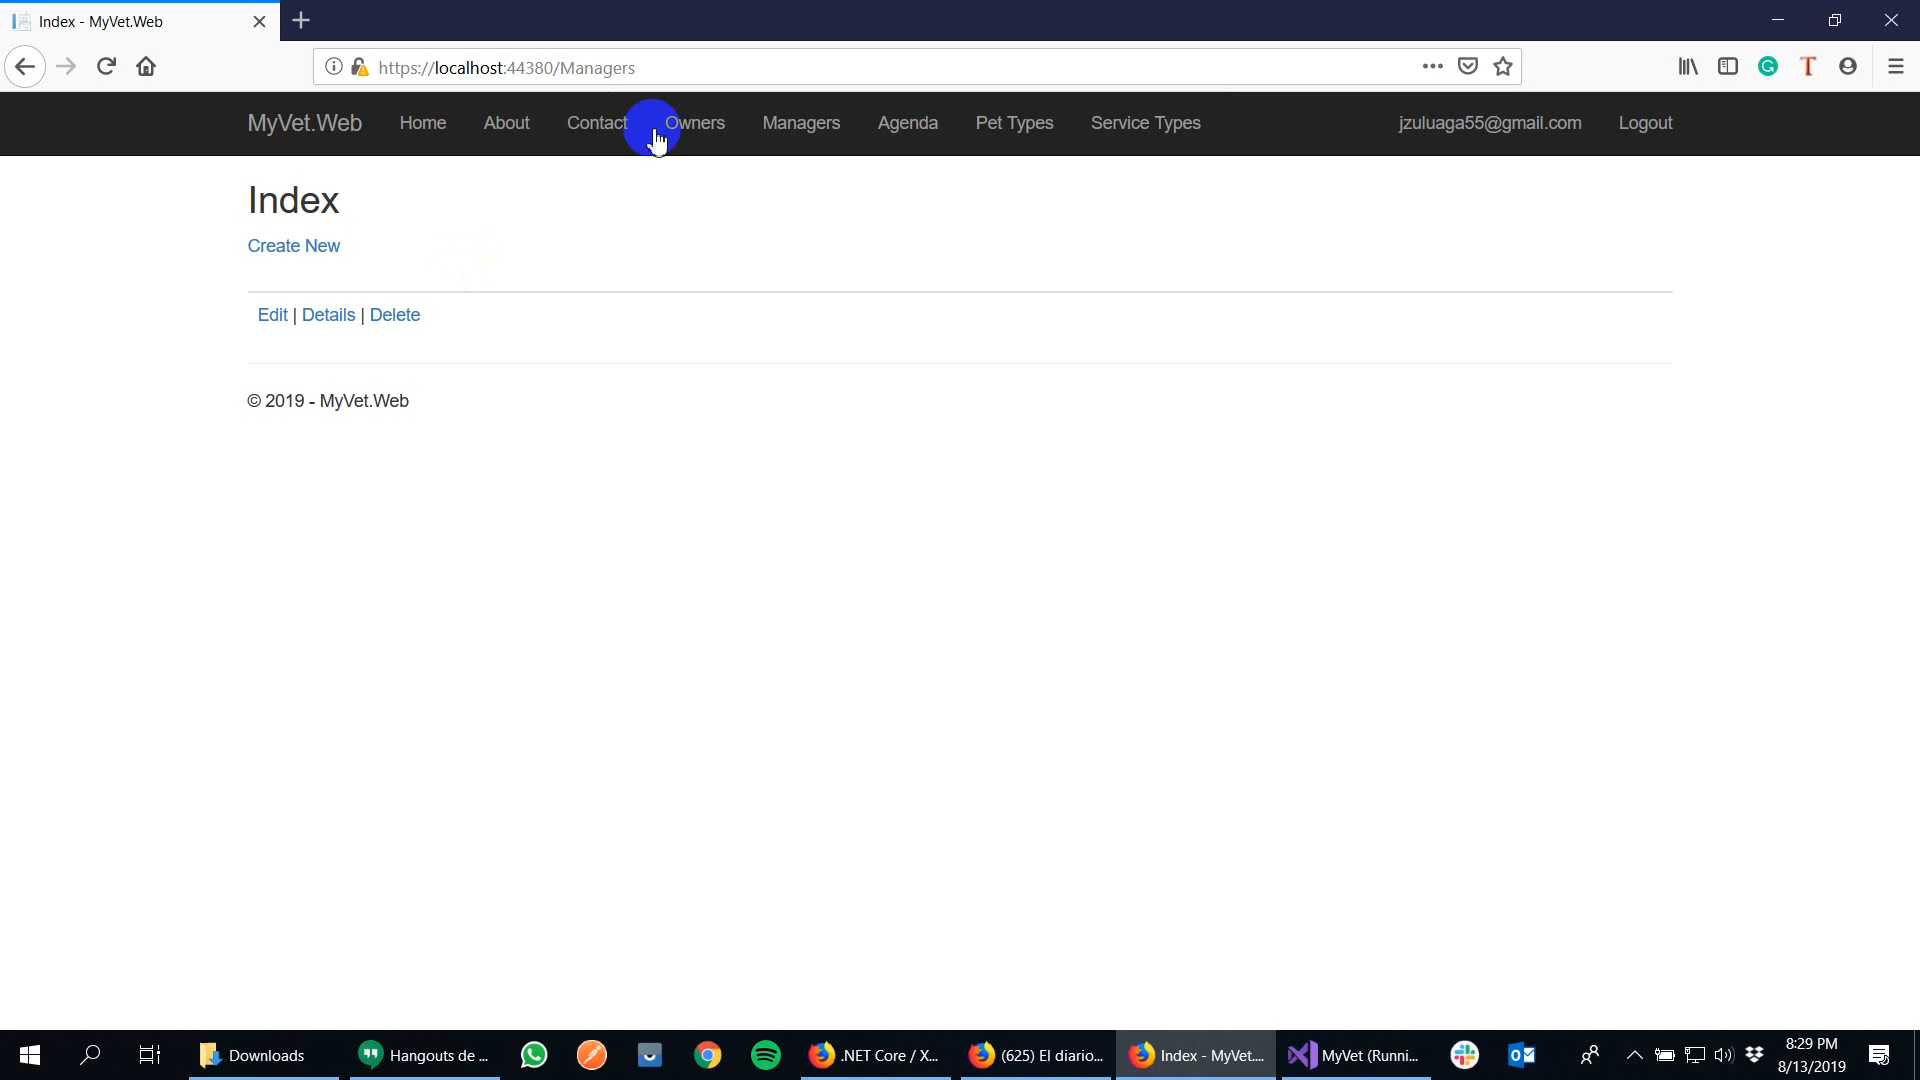 Index - MyVet.Web
https://localhost:44380/Managers
MyVet.Web Home About Contact Owners Managers Agenda Pet Types Service Types jzuluaga55@gmail.com Logout
Index
Create New
Edit | Details | Delete
© 2019 - MyVet.Web
Downloads Hangouts de ... .NET Core / X... (625) El diario... Index - MyVet.... MyVet (Runni... 8:29 PM
8/13/2019